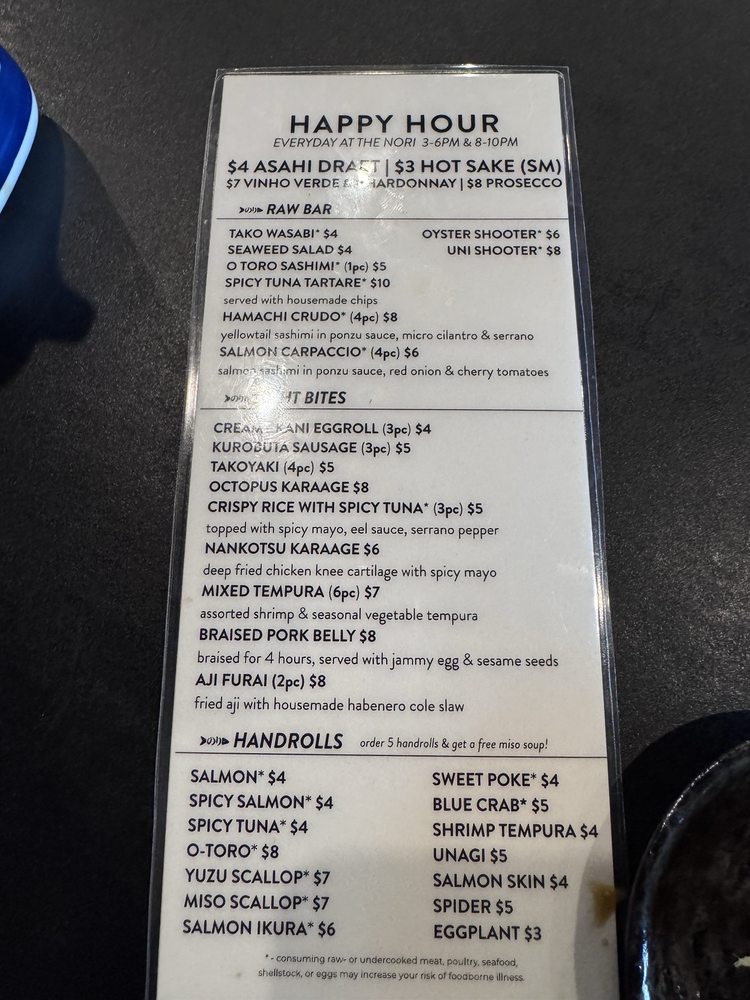 HAPPY HOUR
EVERYDAY AT THE NORI 3-6PM & 8-10PM
$4 ASAHI DRAFT | $3 HOT SAKE (SM)
$7 VINHO VERDE CHARDONNAY | $8 PROSECCO
RAW BAR
TAKO WASABI* $4
SEAWEED SALAD $4
O TORO SASHIMI* (1pc) $5
SPICY TUNA TARTARE* $10
served with housemade chips
HAMACHI CRUDO* (4pc) $8
yellowtail sashimi in ponzu sauce, micro cilantro & serrano
SALMON CARPACCIO* (4pc) $6
salmon sashimi in ponzu sauce, red onion & cherry tomatoes
OYSTER SHOOTER* $6
UNI SHOOTER* $8
BITES
CREAMY KANI EGGROLL (3pc) $4
KUROBUTA SAUSAGE (3pc) $5
TAKOYAKI (4pc) $5
OCTOPUS KARAAGE $8
CRISPY RICE WITH SPICY TUNA* (3pc) $5
topped with spicy mayo, eel sauce, serrano pepper
NANKOTSU KARAAGE $6
deep fried chicken knee cartilage with spicy mayo
MIXED TEMPURA (6pc) $7
assorted shrimp & seasonal vegetable tempura
BRAISED PORK BELLY $8
braised for 4 hours, served with jammy egg & sesame seeds
AJI FURAI (2pc) $8
fried aji with housemade habenero cole slaw
HANDROLLS order 5 handrolls & get a free miso soup!
SALMON* $4
SPICY SALMON* $4
SPICY TUNA* $4
O-TORO* $8
YUZU SCALLOP* $7
MISO SCALLOP* $7
SALMON IKURA* $6
SWEET POKE* $4
BLUE CRAB* $5
SHRIMP TEMPURA $4
UNAGI $5
SALMON SKIN $4
SPIDER $5
EGGPLANT $3
* - consuming raw- or undercooked meat, poultry, seafood,
shellstock, or eggs may increase your risk of foodborne illness.